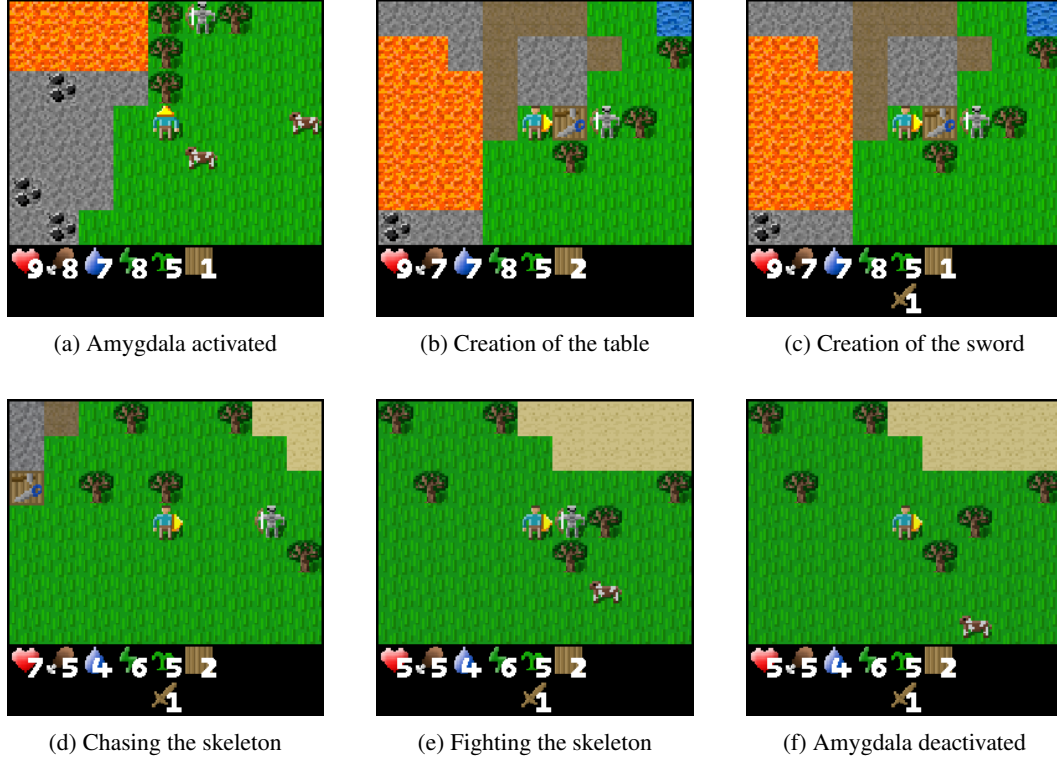 9 8 7 8 5 1
9 7 7 8 5 2
9 7 7 8 5 1
1
(a) Amygdala activated
(b) Creation of the table
(c) Creation of the sword
7 5 4 6 5 2
1
5 5 4 6 5 2
1
5 5 4 6 5 2
1
(d) Chasing the skeleton
(e) Fighting the skeleton
(f) Amygdala deactivated